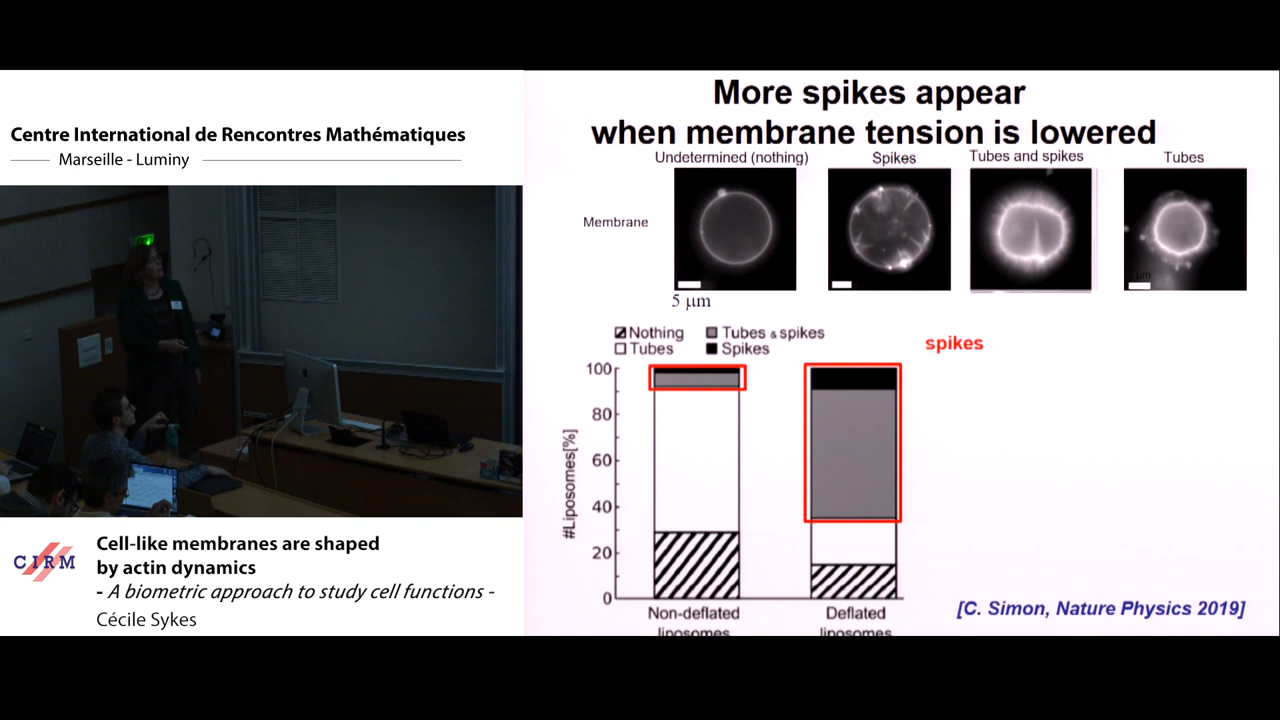 Centre International de Rencontres Mathématiques
Marseille - Luminy
CIRM
Cell-like membranes are shaped
by actin dynamics
- A biometric approach to study cell functions -
Cécile Sykes
More spikes appear
when membrane tension is lowered
Undetermined (nothing)
Spikes
Tubes and spikes
Tubes
Membrane
µm
5 µm
Nothing
Tubes & spikes
Tubes
Spikes
spikes
#Liposomes[%]
100
80
60
40
20
0
Non-deflated
liposomes
Deflated
liposomes
[C. Simon, Nature Physics 2019]